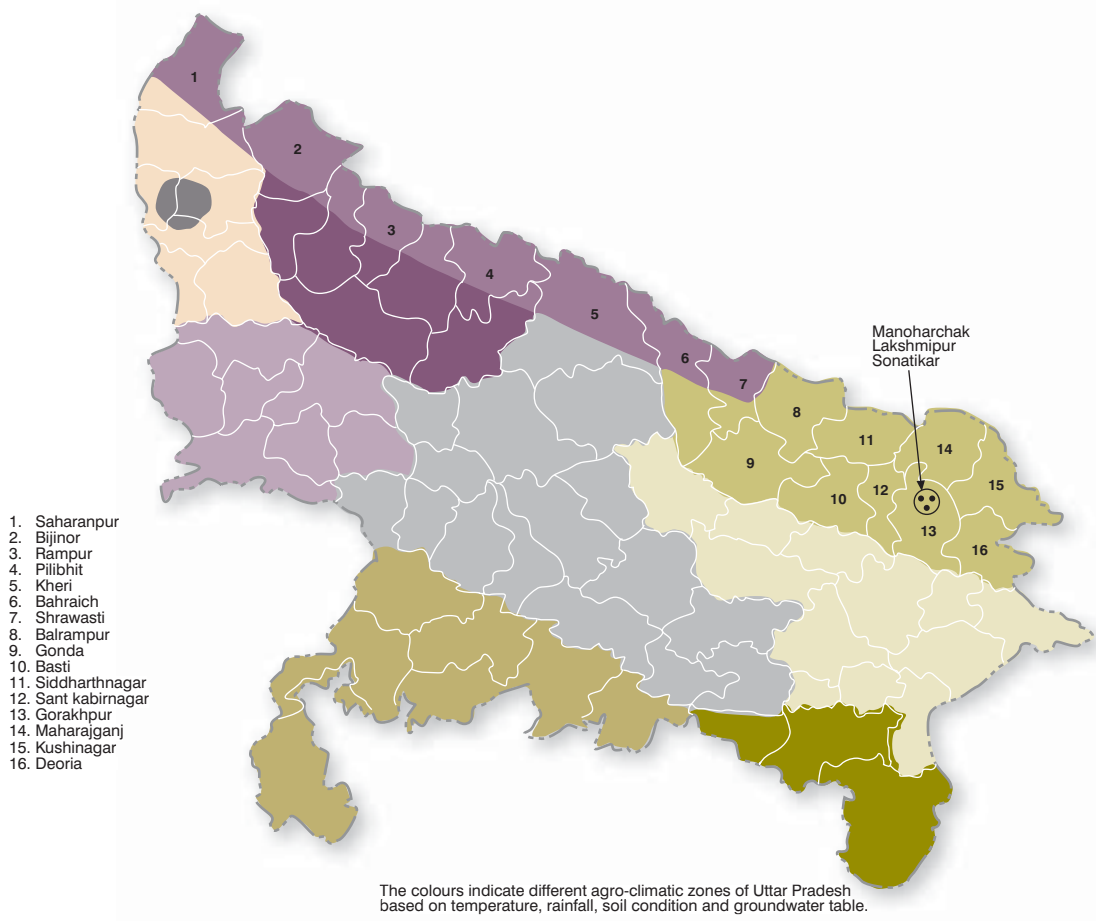 1
2
3
4
5
6
7
8
9
10
11
12
13
14
15
16
Manoharchak
Lakshmipur
Sonatikar
1. Saharanpur
2. Bijinor
3. Rampur
4. Pilibhit
5. Kheri
6. Bahraich
7. Shrawasti
8. Balrampur
9. Gonda
10. Basti
11. Siddharthnagar
12. Sant kabirnagar
13. Gorakhpur
14. Maharajganj
15. Kushinagar
16. Deoria
The colours indicate different agro-climatic zones of Uttar Pradesh
based on temperature, rainfall, soil condition and groundwater table.